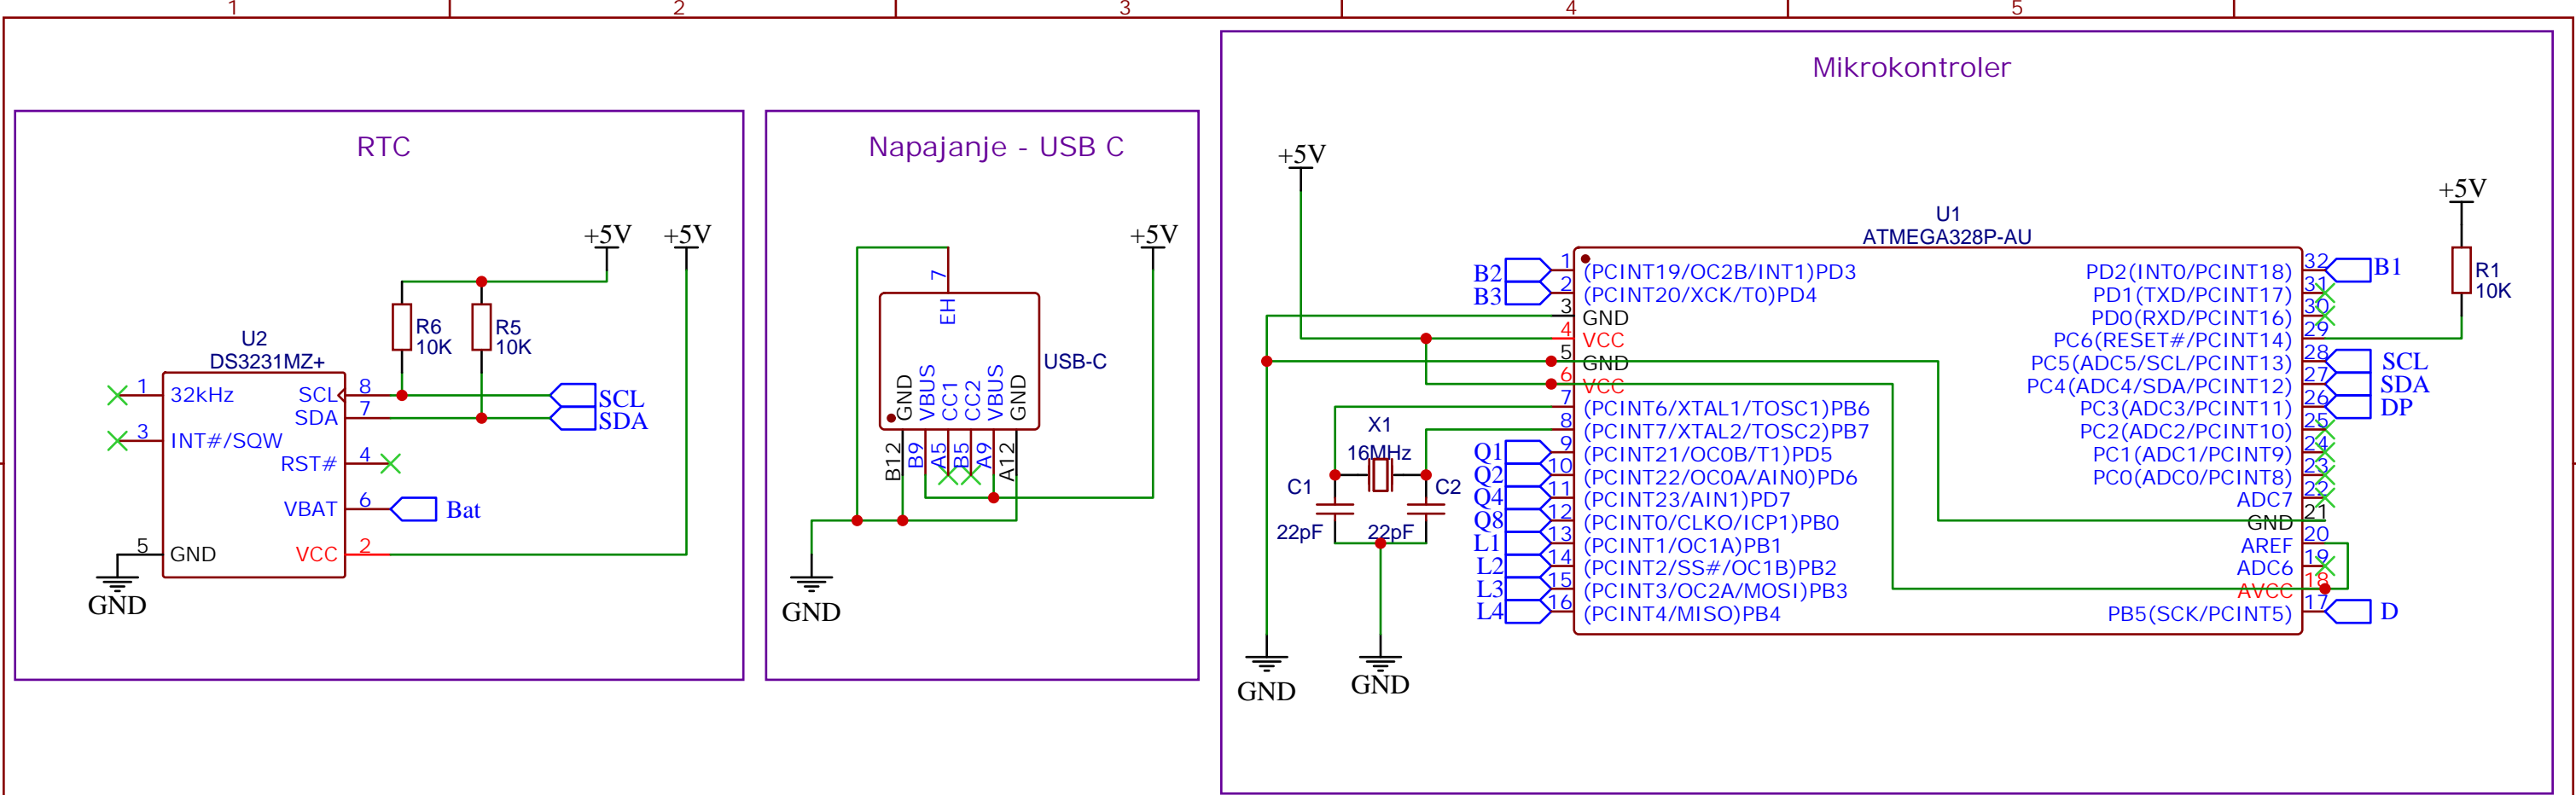 1 2 3 4 5
RTC
+5V +5V
R6
10K
R5
10K
U2
DS3231MZ+
1 32kHz
3 INT#/SQW
5 GND
SCL 8
SDA 7
RST# 4
VBAT 6
VCC 2
SCL
SDA
Bat
GND
Napajanje - USB C
+5V
7
EH
USB-C
GND VBUS CC1 CC2 VBUS GND
B12 B9 A5 B5 A9 A12
GND
Mikrokontroler
+5V
+5V
R1
10K
U1
ATMEGA328P-AU
B2 1 (PCINT19/OC2B/INT1)PD3
B3 2 (PCINT20/XCK/T0)PD4
3 GND
4 VCC
5 GND
6 VCC
7 (PCINT6/XTAL1/TOSC1)PB6
8 (PCINT7/XTAL2/TOSC2)PB7
Q1 9 (PCINT21/OC0B/T1)PD5
Q2 10 (PCINT22/OC0A/AIN0)PD6
Q4 11 (PCINT23/AIN1)PD7
Q8 12 (PCINT0/CLKO/ICP1)PB0
L1 13 (PCINT1/OC1A)PB1
L2 14 (PCINT2/SS#/OC1B)PB2
L3 15 (PCINT3/OC2A/MOSI)PB3
L4 16 (PCINT4/MISO)PB4
PD2(INT0/PCINT18) 32 B1
PD1(TXD/PCINT17) 31
PD0(RXD/PCINT16) 30
PC6(RESET#/PCINT14) 29
PC5(ADC5/SCL/PCINT13) 28 SCL
PC4(ADC4/SDA/PCINT12) 27 SDA
PC3(ADC3/PCINT11) 26 DP
PC2(ADC2/PCINT10) 25
PC1(ADC1/PCINT9) 24
PC0(ADC0/PCINT8) 23
ADC7 22
GND 21
AREF 20
ADC6 19
AVCC 18
PB5(SCK/PCINT5) 17 D
X1
16MHz
C1
22pF
C2
22pF
GND
GND